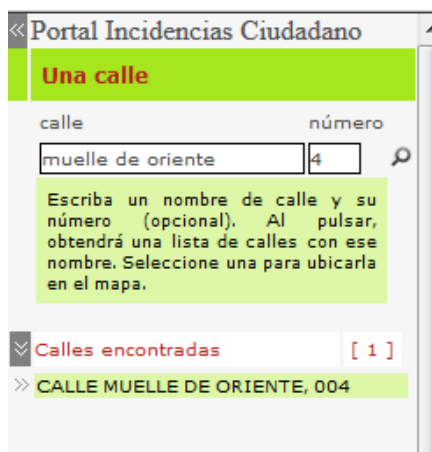 « Portal Incidencias Ciudadano
Una calle
calle número
muelle de oriente 4
Escriba un nombre de calle y su
número (opcional). Al pulsar,
obtendrá una lista de calles con ese
nombre. Seleccione una para ubicarla
en el mapa.
Calles encontradas [ 1 ]
» CALLE MUELLE DE ORIENTE, 004